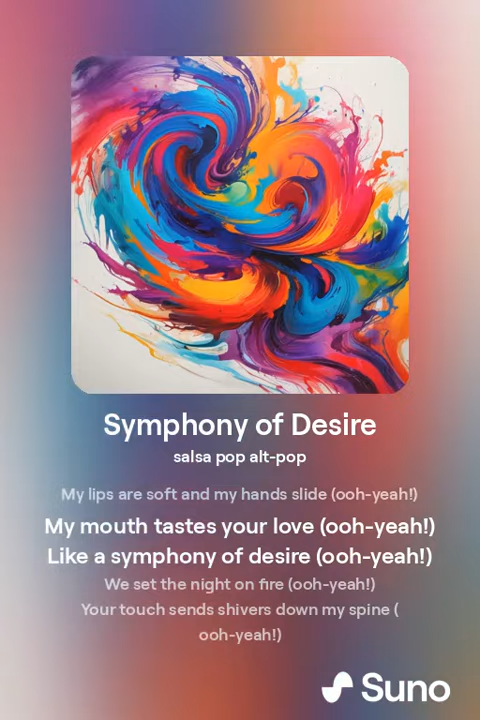 Symphony of Desire
salsa pop alt-pop
My lips are soft and my hands slide (ooh-yeah!)
My mouth tastes your love (ooh-yeah!)
Like a symphony of desire (ooh-yeah!)
We set the night on fire (ooh-yeah!)
Your touch sends shivers down my spine (
ooh-yeah!)
Suno